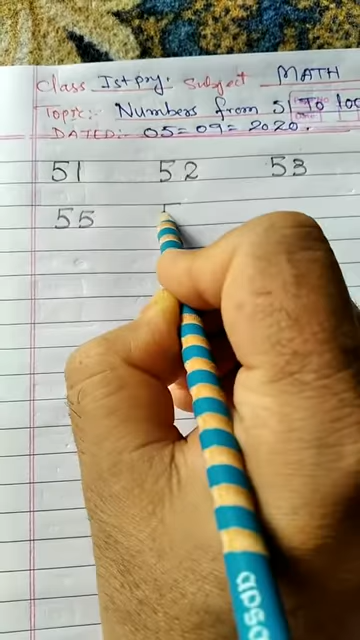 Class Ist pry. Subject MATH
Topic:- Numbers from 51 To 100
DATED:- 05=09=2020.
51 52 53
55 5